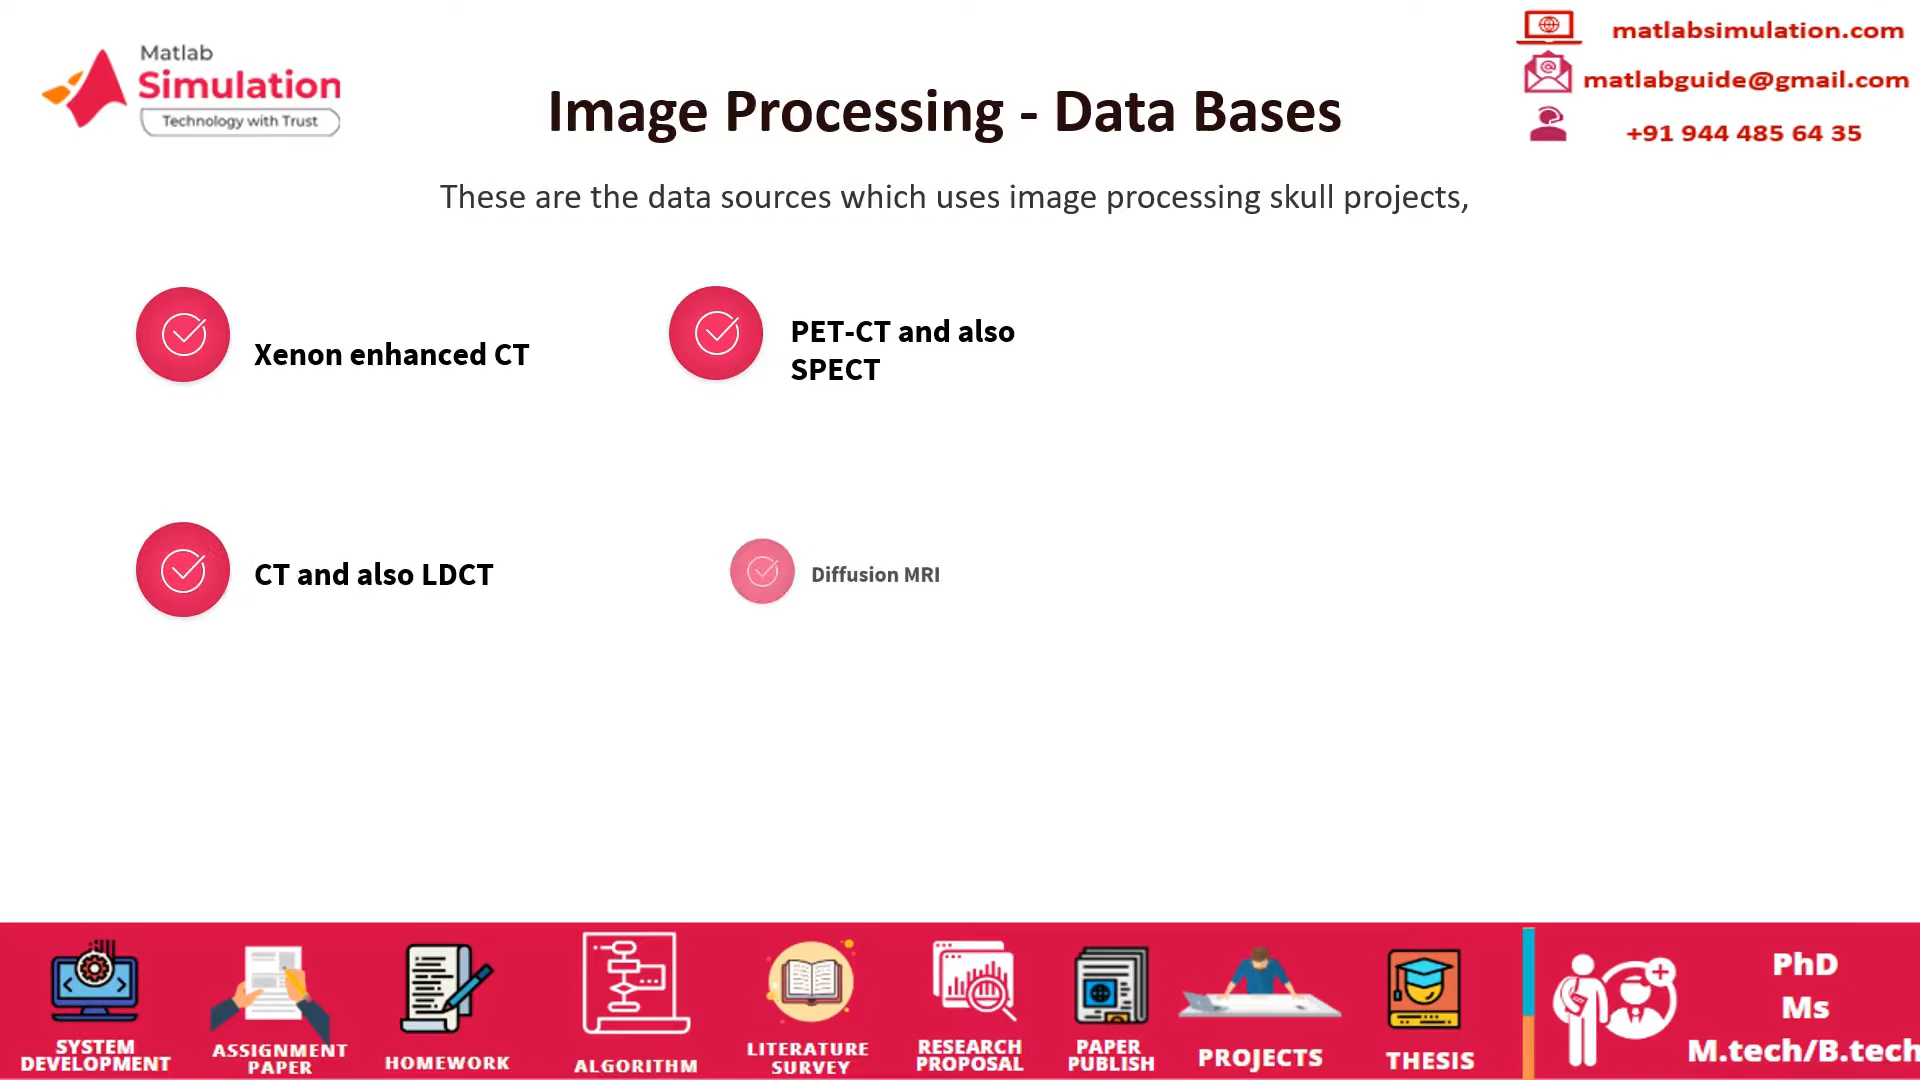 Matlab
Simulation
Technology with Trust
matlabsimulation.com
matlabguide@gmail.com
+91 944 485 64 35
Image Processing - Data Bases
These are the data sources which uses image processing skull projects,
Xenon enhanced CT
PET-CT and also
SPECT
CT and also LDCT
Diffusion MRI
SYSTEM
DEVELOPMENT
ASSIGNMENT
PAPER
HOMEWORK
ALGORITHM
LITERATURE
SURVEY
RESEARCH
PROPOSAL
PAPER
PUBLISH
PROJECTS
THESIS
PhD
Ms
M.tech/B.tech